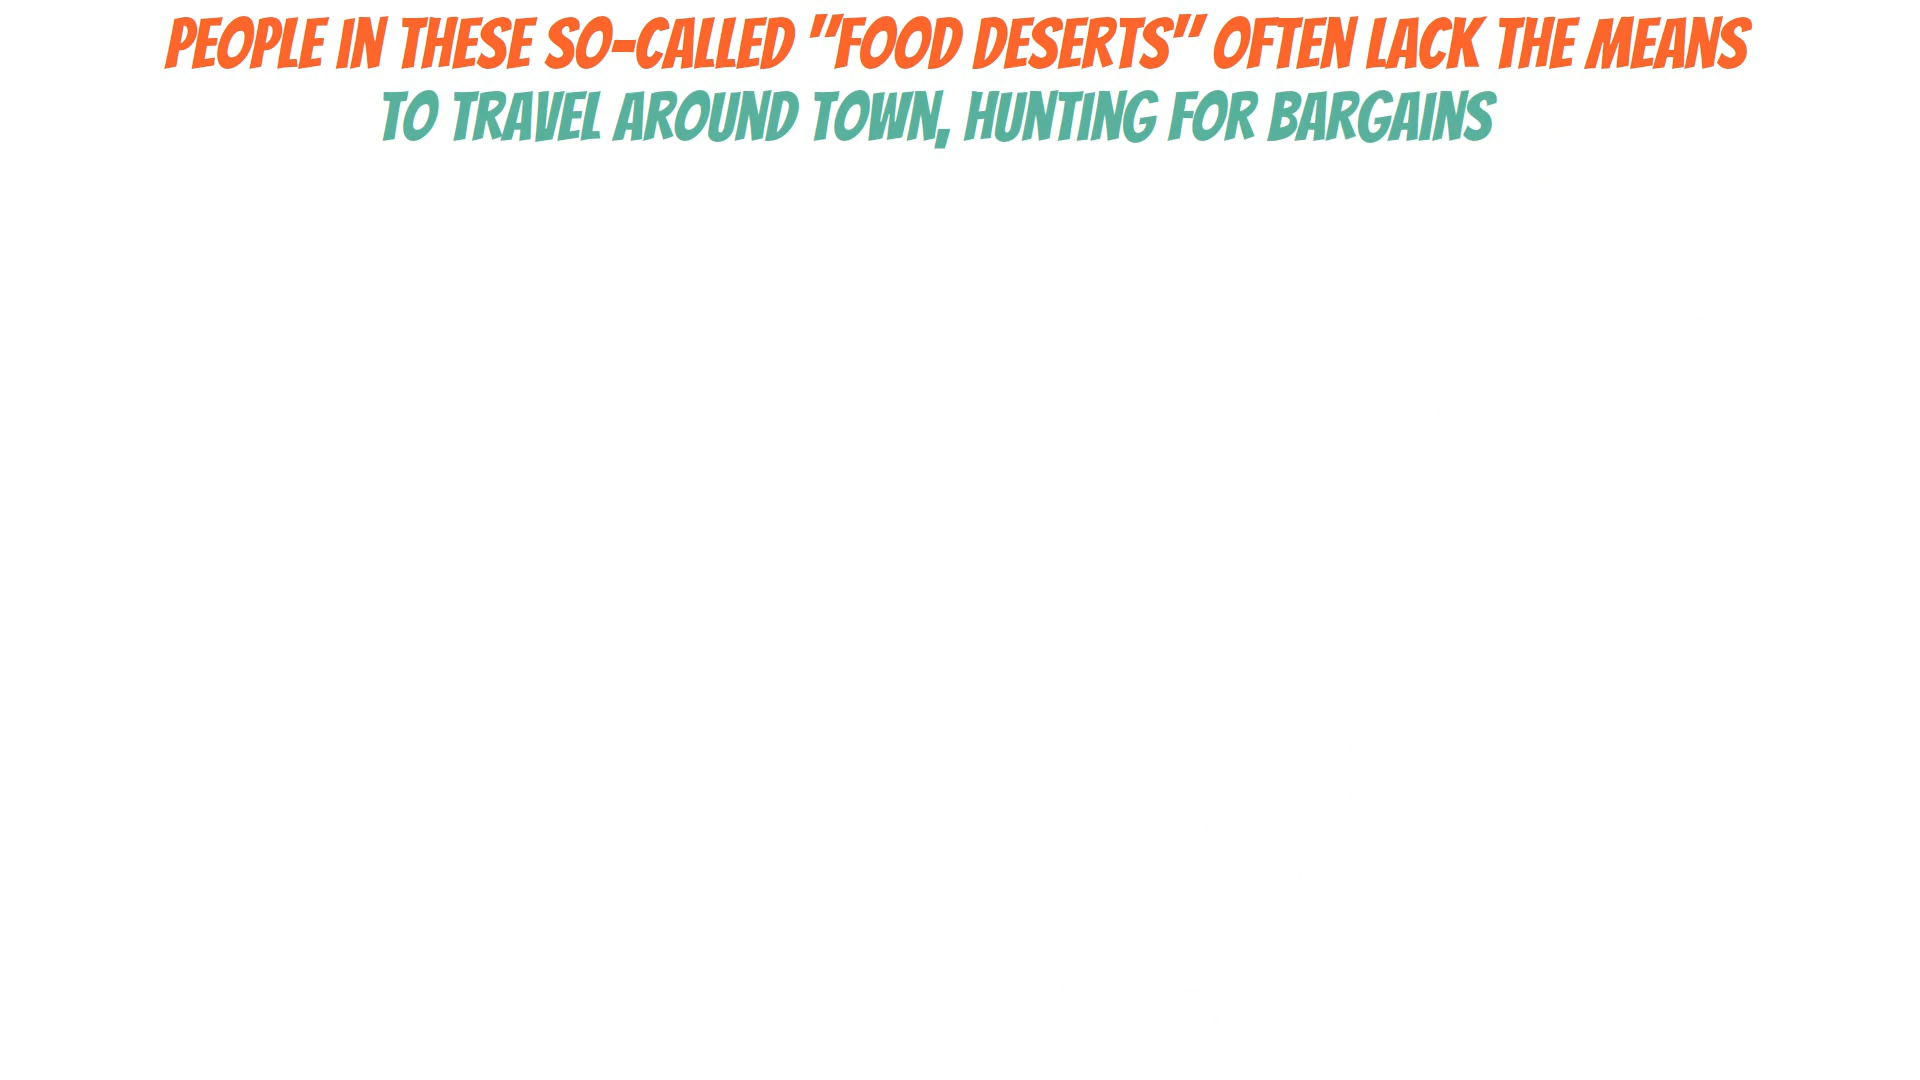 PEOPLE IN THESE SO-CALLED "FOOD DESERTS" OFTEN LACK THE MEANS
TO TRAVEL AROUND TOWN, HUNTING FOR BARGAINS